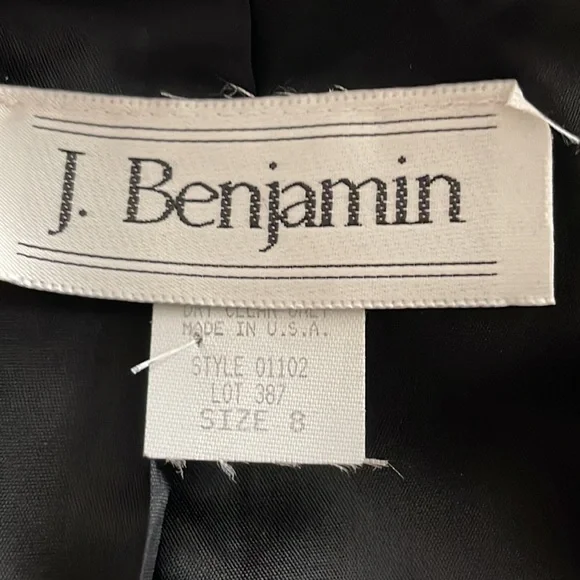 J. Benjamin
DRY CLEAN ONLY
MADE IN U.S.A.
STYLE 01102
LOT 387
SIZE 8